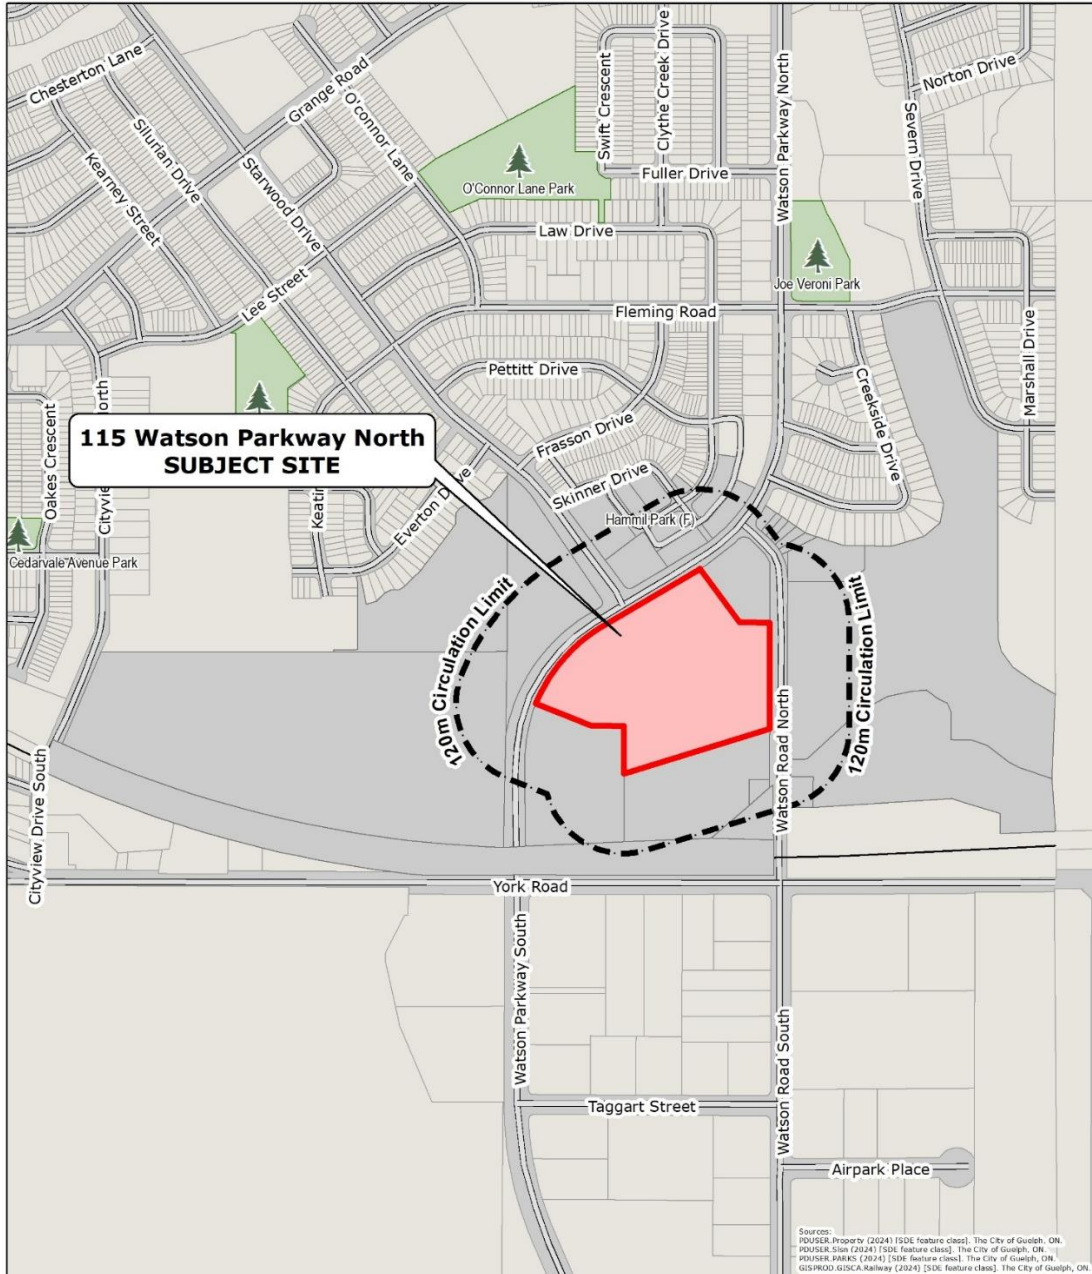 Chesterton Lane
Silurian Drive
Kearney Street
Grange Road
O'connor Lane
Starwood Drive
Swift Crescent
Clythe Creek Drive
Watson Parkway North
Norton Drive
Severn Drive
Fuller Drive
O'Connor Lane Park
Law Drive
Joe Veroni Park
Lee Street
Fleming Road
Marshall Drive
Pettitt Drive
Creekside Drive
115 Watson Parkway North
SUBJECT SITE
Frasson Drive
Skinner Drive
Hammil Park (F)
Oakes Crescent
Everton Drive
Cedarvale Avenue Park
120m Circulation Limit
120m Circulation Limit
Watson Road North
Cityview Drive South
York Road
Watson Parkway South
Watson Road South
Taggart Street
Airpark Place
Sources:
PDUSER.Property (2024) [SDE feature class]. The City of Guelph, ON.
PDUSER.Slsn (2024) [SDE feature class]. The City of Guelph, ON.
PDUSER.PARKS (2024) [SDE feature class]. The City of Guelph, ON.
GISPROD.GISCA.Railway (2024) [SDE feature class]. The City of Guelph, ON